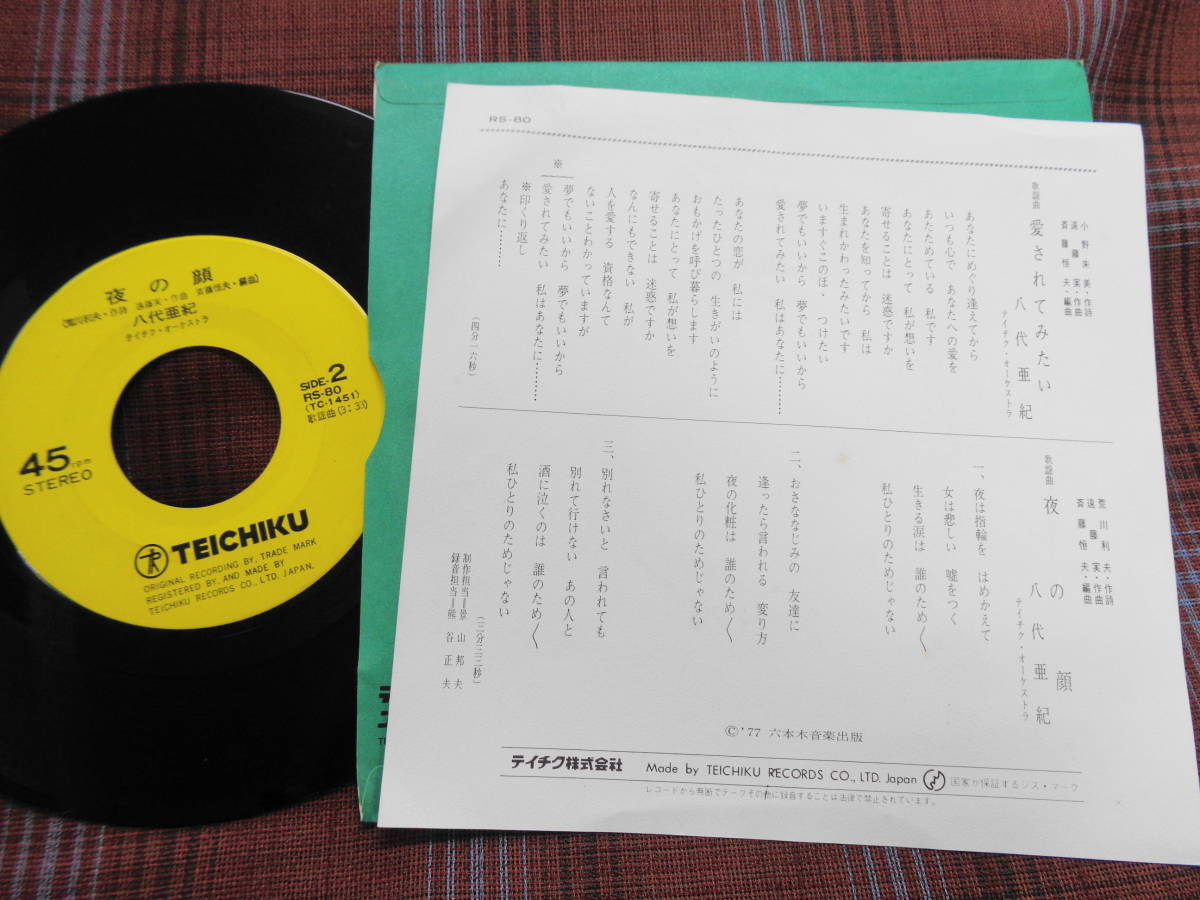 夜の顔
荒川利夫・作詩 遠藤実・作曲 斉藤恒夫・編曲
八代亜紀
テイチク・オーケストラ
SIDE-2
RS-80
(TC-1451)
歌謡曲(3:33)
45rpm
STEREO
TEICHIKU
ORIGINAL RECORDING BY, TRADE MARK
REGISTERED BY, AND MADE BY
TEICHIKU RECORDS CO., LTD. JAPAN.
RS-80
小野朱美・作詩
遠藤実・作曲
斉藤恒夫・編曲
歌謡曲 愛されてみたい
八代亜紀
テイチク・オーケストラ
あなたにめぐり逢えてから
いつも心で あなたへの愛を
あたためている 私です
あなたにとって 私が想いを
寄せることは 迷惑ですか
あなたを知ってから 私は
生まれかわったみたいです
いますぐこのほゝ つけたい
夢でもいいから 夢でもいいから
愛されてみたい 私はあなたに………
あなたの恋が 私には
たったひとつの 生きがいのように
おもかげを呼び暮らします
あなたにとって 私が想いを
寄せることは 迷惑ですか
なんにもできない 私が
人を愛する 資格なんて
ないことわかっていますが
※
夢でもいいから 夢でもいいから
愛されてみたい 私はあなたに………
※印くり返し
あなたに………
(四分一六秒)
荒川利夫・作詩
遠藤実・作曲
斉藤恒夫・編曲
歌謡曲 夜の顔
八代亜紀
テイチク・オーケストラ
一、夜は指輪を はめかえて
女は悲しい 嘘をつく
生きる涙は 誰のため〱
私ひとりのためじゃない
二、おさななじみの 友達に
逢ったら言われる 変り方
夜の化粧は 誰のため〱
私ひとりのためじゃない
三、別れなさいと 言われても
別れて行けない あの人と
酒に泣くのは 誰のため〱
私ひとりのためじゃない
(三分三三秒)
制作担当=景山邦夫
録音担当=熊谷正夫
©'77 六本木音楽出版
テイチク株式会社 Made by TEICHIKU RECORDS CO., LTD. Japan 国家が保証するジス・マーク
レコードから無断でテープその他に録音することは法律で禁止されています。